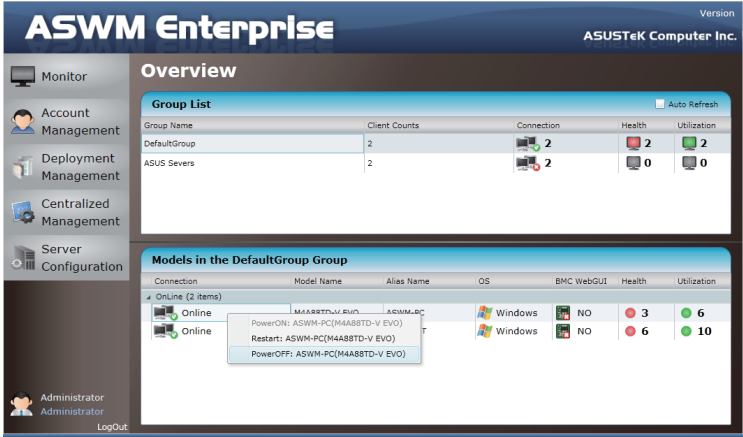 ASWM Enterprise
Version
ASUSTeK Computer Inc.
Monitor
Account
Management
Deployment
Management
Centralized
Management
Server
Configuration
Overview
Group List
Auto Refresh
Group Name Client Counts Connection Health Utilization
DefaultGroup 2 2 2 2
ASUS Severs 2 2 0 0
Models in the DefaultGroup Group
Connection Model Name Alias Name OS BMC WebGUI Health Utilization
OnLine (2 items)
Online M4A88TD-V EVO ASWM-PC Windows NO 3 6
Online T Windows NO 6 10
PowerON: ASWM-PC(M4A88TD-V EVO)
Restart: ASWM-PC(M4A88TD-V EVO)
PowerOFF: ASWM-PC(M4A88TD-V EVO)
Administrator
Administrator
LogOut